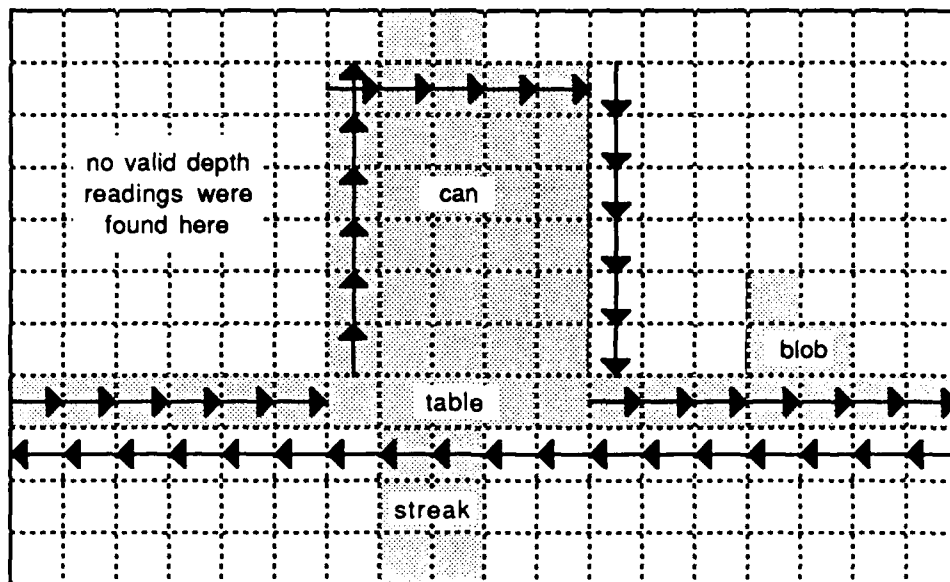 no valid depth
readings were
found here
can
blob
table
streak